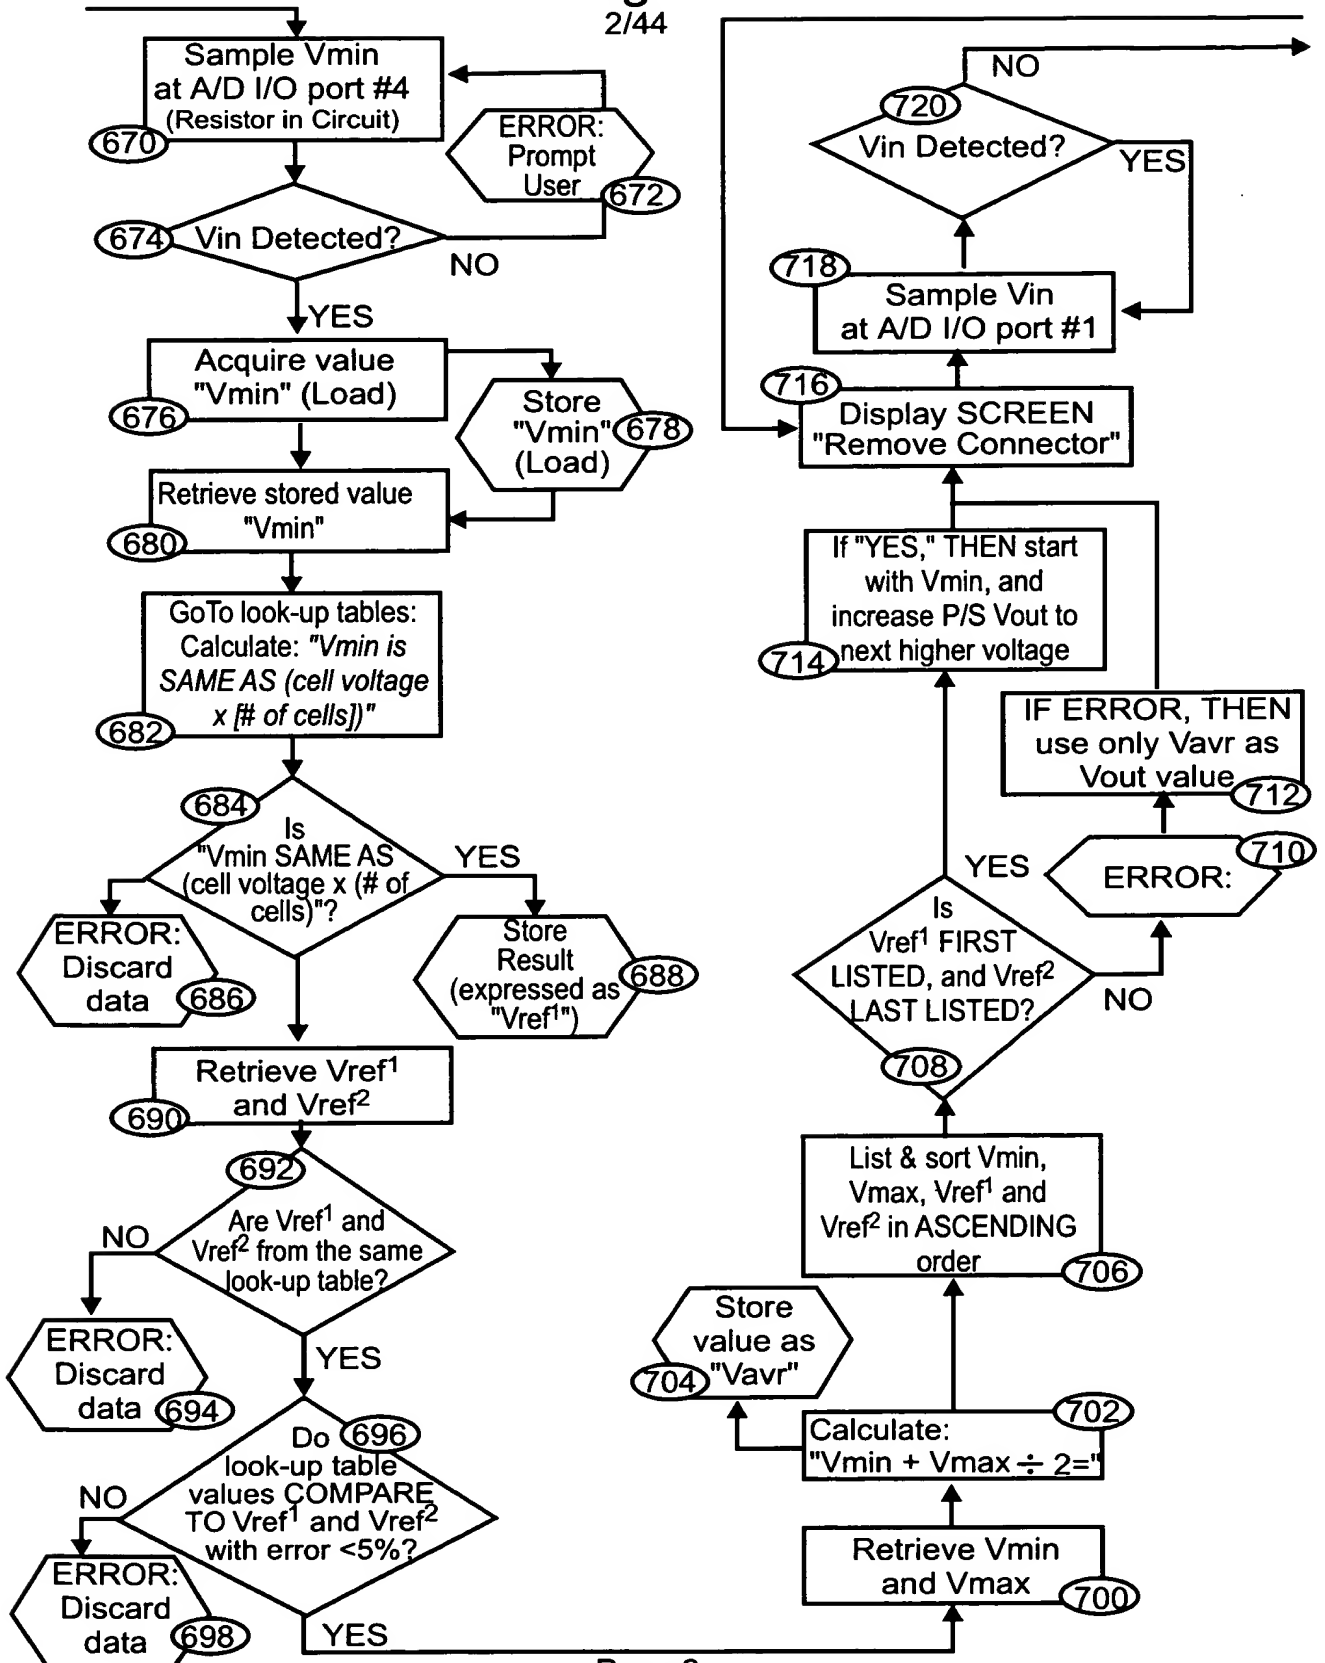 2/44
Sample Vmin
at A/D I/O port #4
(Resistor in Circuit)
670
ERROR:
Prompt
User
672
674
Vin Detected?
NO
YES
Acquire value
"Vmin" (Load)
676
Store
"Vmin"
(Load)
678
Retrieve stored value
"Vmin"
680
GoTo look-up tables:
Calculate: "Vmin is
SAME AS (cell voltage
x [# of cells])"
682
684
Is
"Vmin SAME AS
(cell voltage x (# of
cells)"?
YES
ERROR:
Discard
data
686
Store
Result
(expressed as
"Vref¹")
688
Retrieve Vref¹
and Vref²
690
692
Are Vref¹ and
Vref² from the same
look-up table?
NO
ERROR:
Discard
data
694
YES
696
Do
look-up table
values COMPARE
TO Vref¹ and Vref²
with error <5%?
NO
ERROR:
Discard
data
698
YES
NO
720
Vin Detected?
YES
718
Sample Vin
at A/D I/O port #1
716
Display SCREEN
"Remove Connector"
If "YES," THEN start
with Vmin, and
increase P/S Vout to
next higher voltage
714
IF ERROR, THEN
use only Vavr as
Vout value
712
710
ERROR:
YES
Is
Vref¹ FIRST
LISTED, and Vref²
LAST LISTED?
NO
708
List & sort Vmin,
Vmax, Vref¹ and
Vref² in ASCENDING
order
706
Store
value as
"Vavr"
704
702
Calculate:
"Vmin + Vmax ÷ 2="
Retrieve Vmin
and Vmax
700